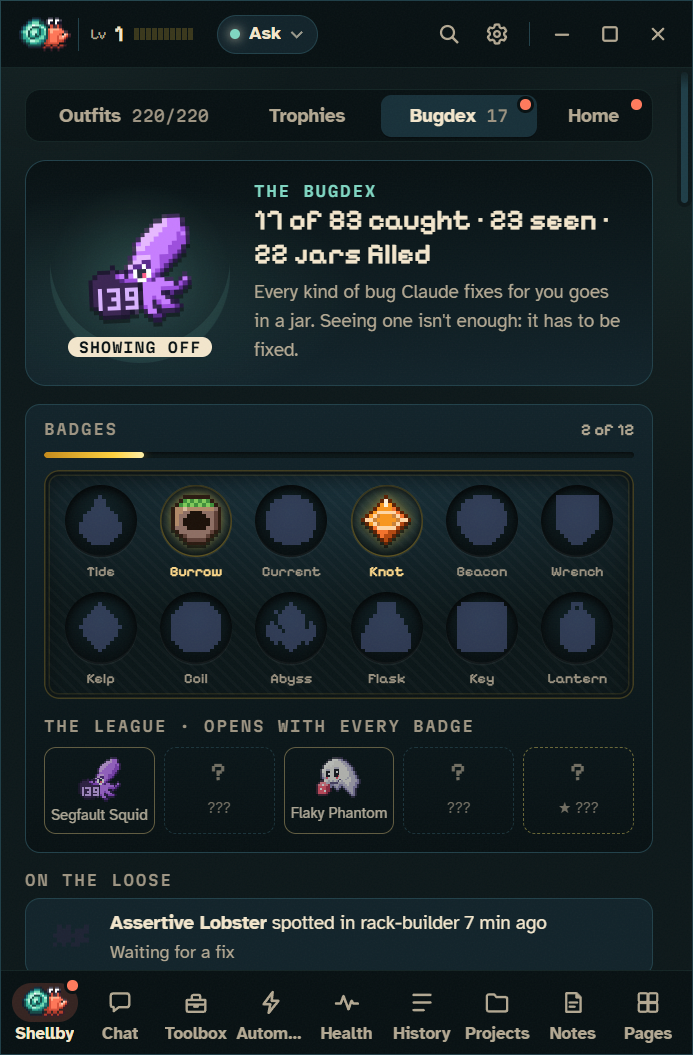 Lv 1
Ask
Outfits 220/220
Trophies
Bugdex 17
Home
THE BUGDEX
17 of 83 caught · 23 seen ·
22 jars filled
Every kind of bug Claude fixes for you goes
in a jar. Seeing one isn't enough: it has to be
fixed.
139
SHOWING OFF
BADGES
2 of 12
Tide
Burrow
Current
Knot
Beacon
Wrench
Kelp
Coil
Abyss
Flask
Key
Lantern
THE LEAGUE · OPENS WITH EVERY BADGE
139
Segfault Squid
?
???
Flaky Phantom
?
???
?
★ ???
ON THE LOOSE
Assertive Lobster spotted in rack-builder 7 min ago
Waiting for a fix
Shellby
Chat
Toolbox
Autom...
Health
History
Projects
Notes
Pages